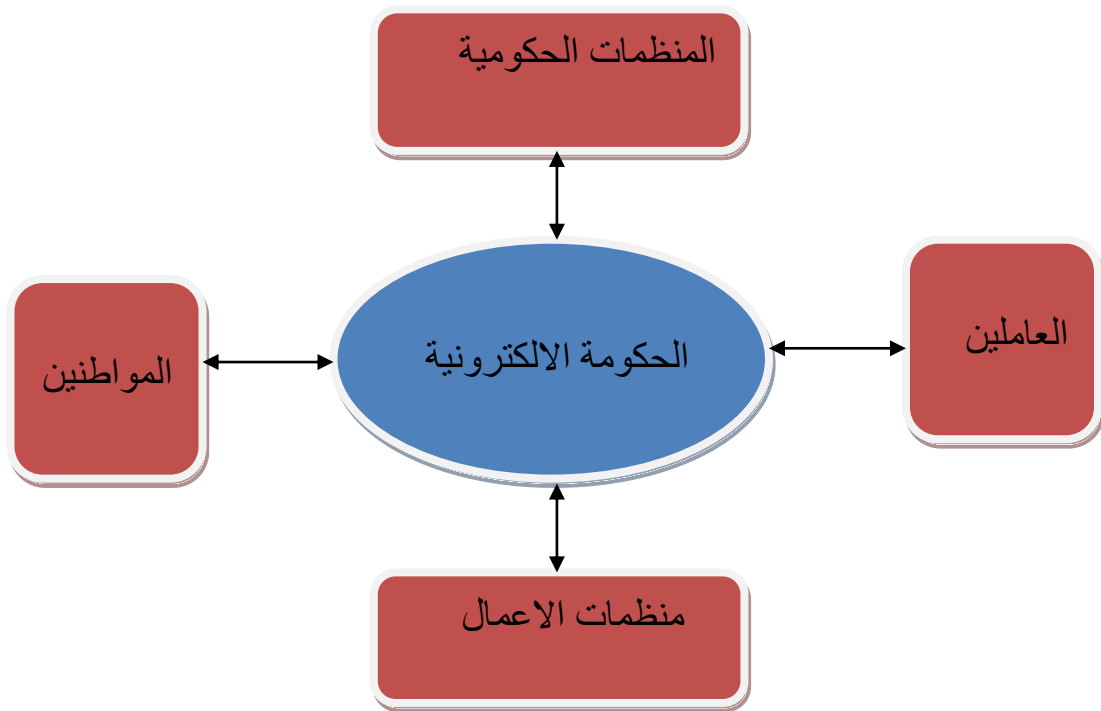 المنظمات الحكومية
العاملين
الحكومة الالكترونية
المواطنين
منظمات الاعمال